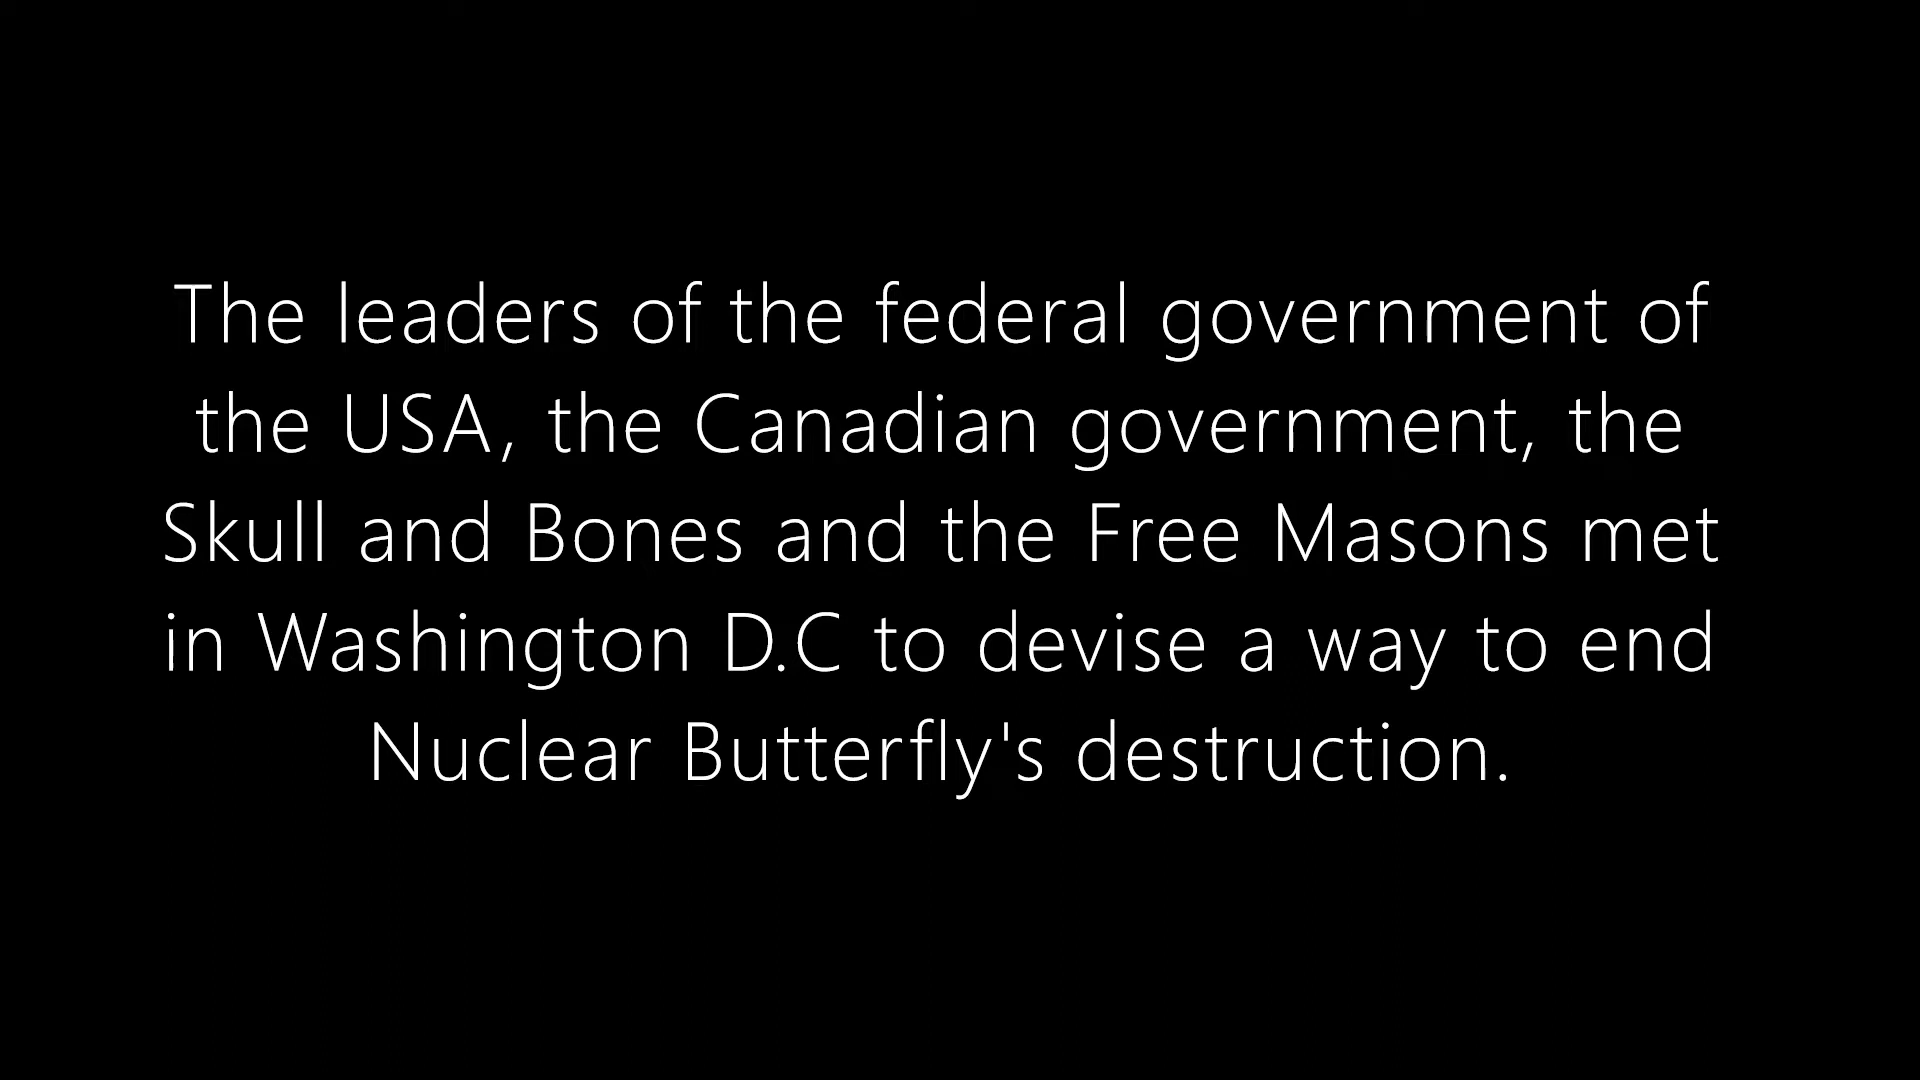 The leaders of the federal government of
the USA, the Canadian government, the
Skull and Bones and the Free Masons met
in Washington D.C to devise a way to end
Nuclear Butterfly's destruction.